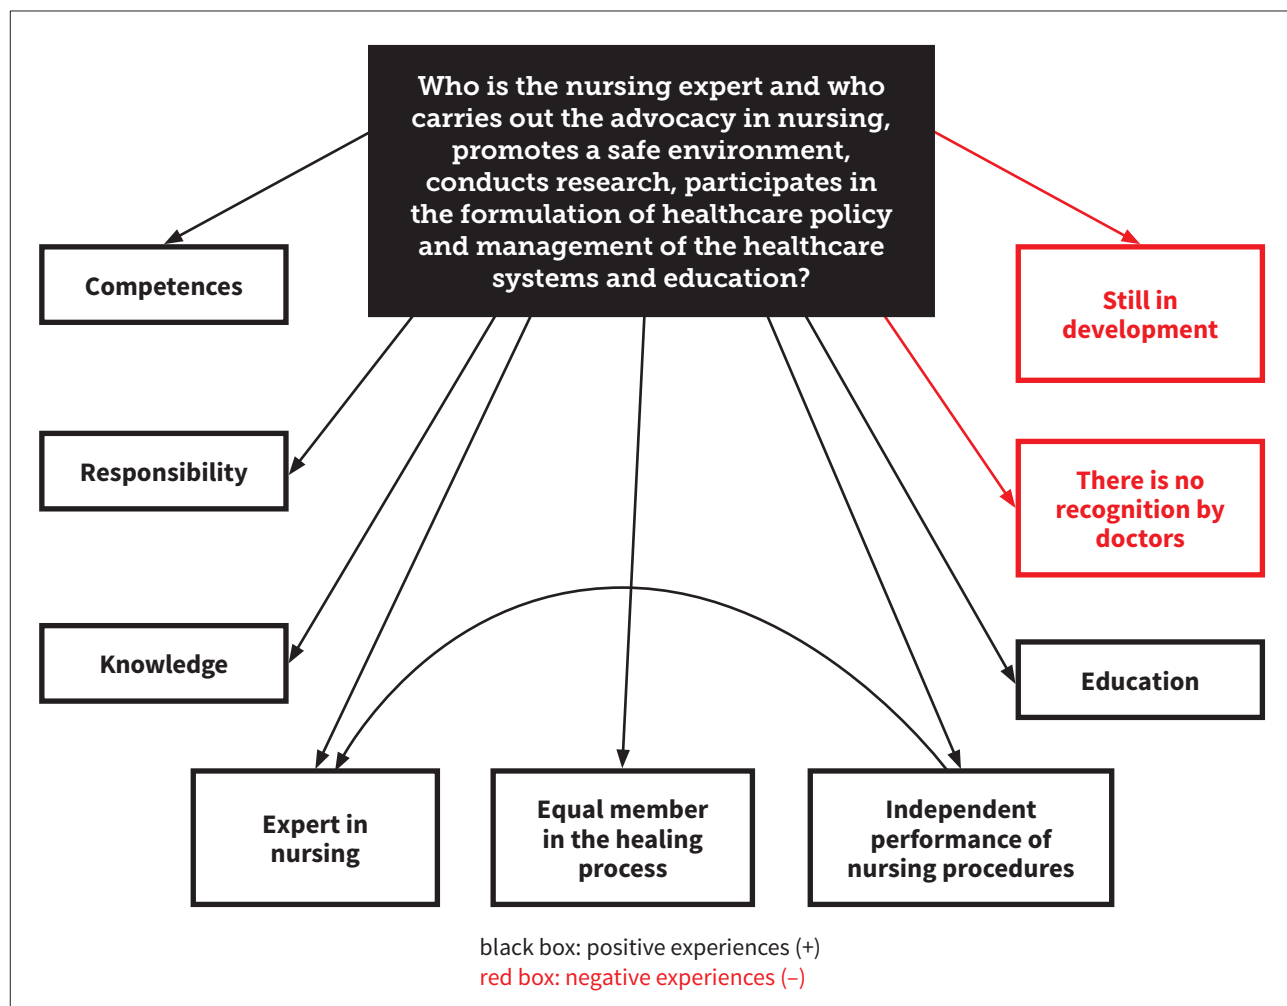 Who is the nursing expert and who
carries out the advocacy in nursing,
promotes a safe environment,
conducts research, participates in
the formulation of healthcare policy
and management of the healthcare
systems and education?
Competences
Still in
development
Responsibility
There is no
recognition by
doctors
Knowledge
Education
Expert in
nursing
Equal member
in the healing
process
Independent
performance of
nursing procedures
black box: positive experiences (+)
red box: negative experiences (–)